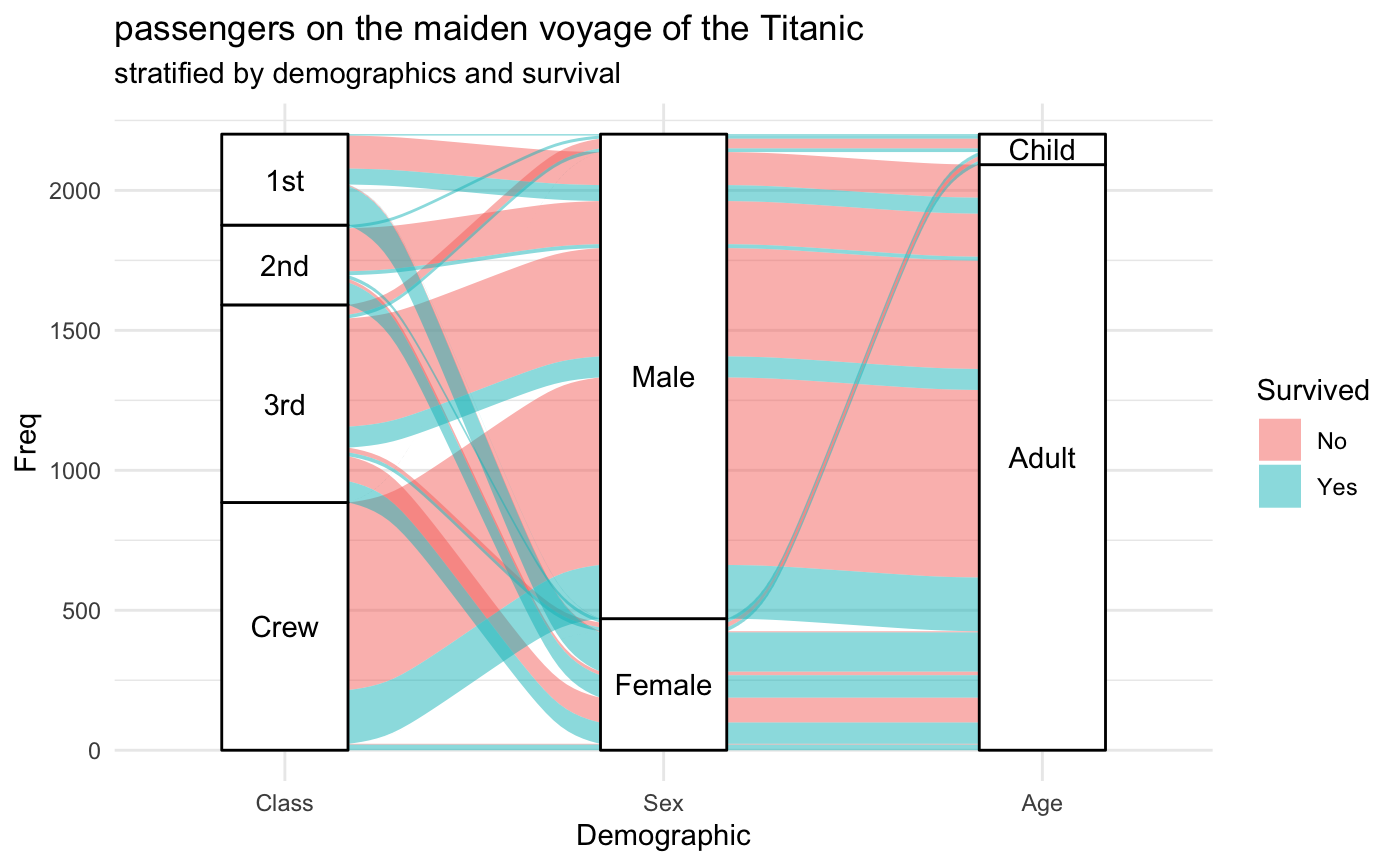 passengers on the maiden voyage of the Titanic
stratified by demographics and survival
Freq
2000
1500
1000
500
0
1st
2nd
3rd
Crew
Male
Female
Child
Adult
Class
Sex
Age
Demographic
Survived
No
Yes